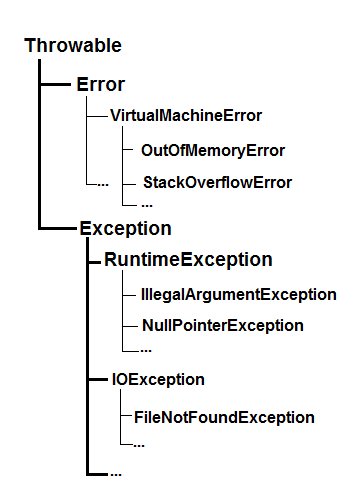 Throwable
Error
VirtualMachineError
OutOfMemoryError
StackOverflowError
...
...
Exception
RuntimeException
IllegalArgumentException
NullPointerException
...
IOException
FileNotFoundException
...
...